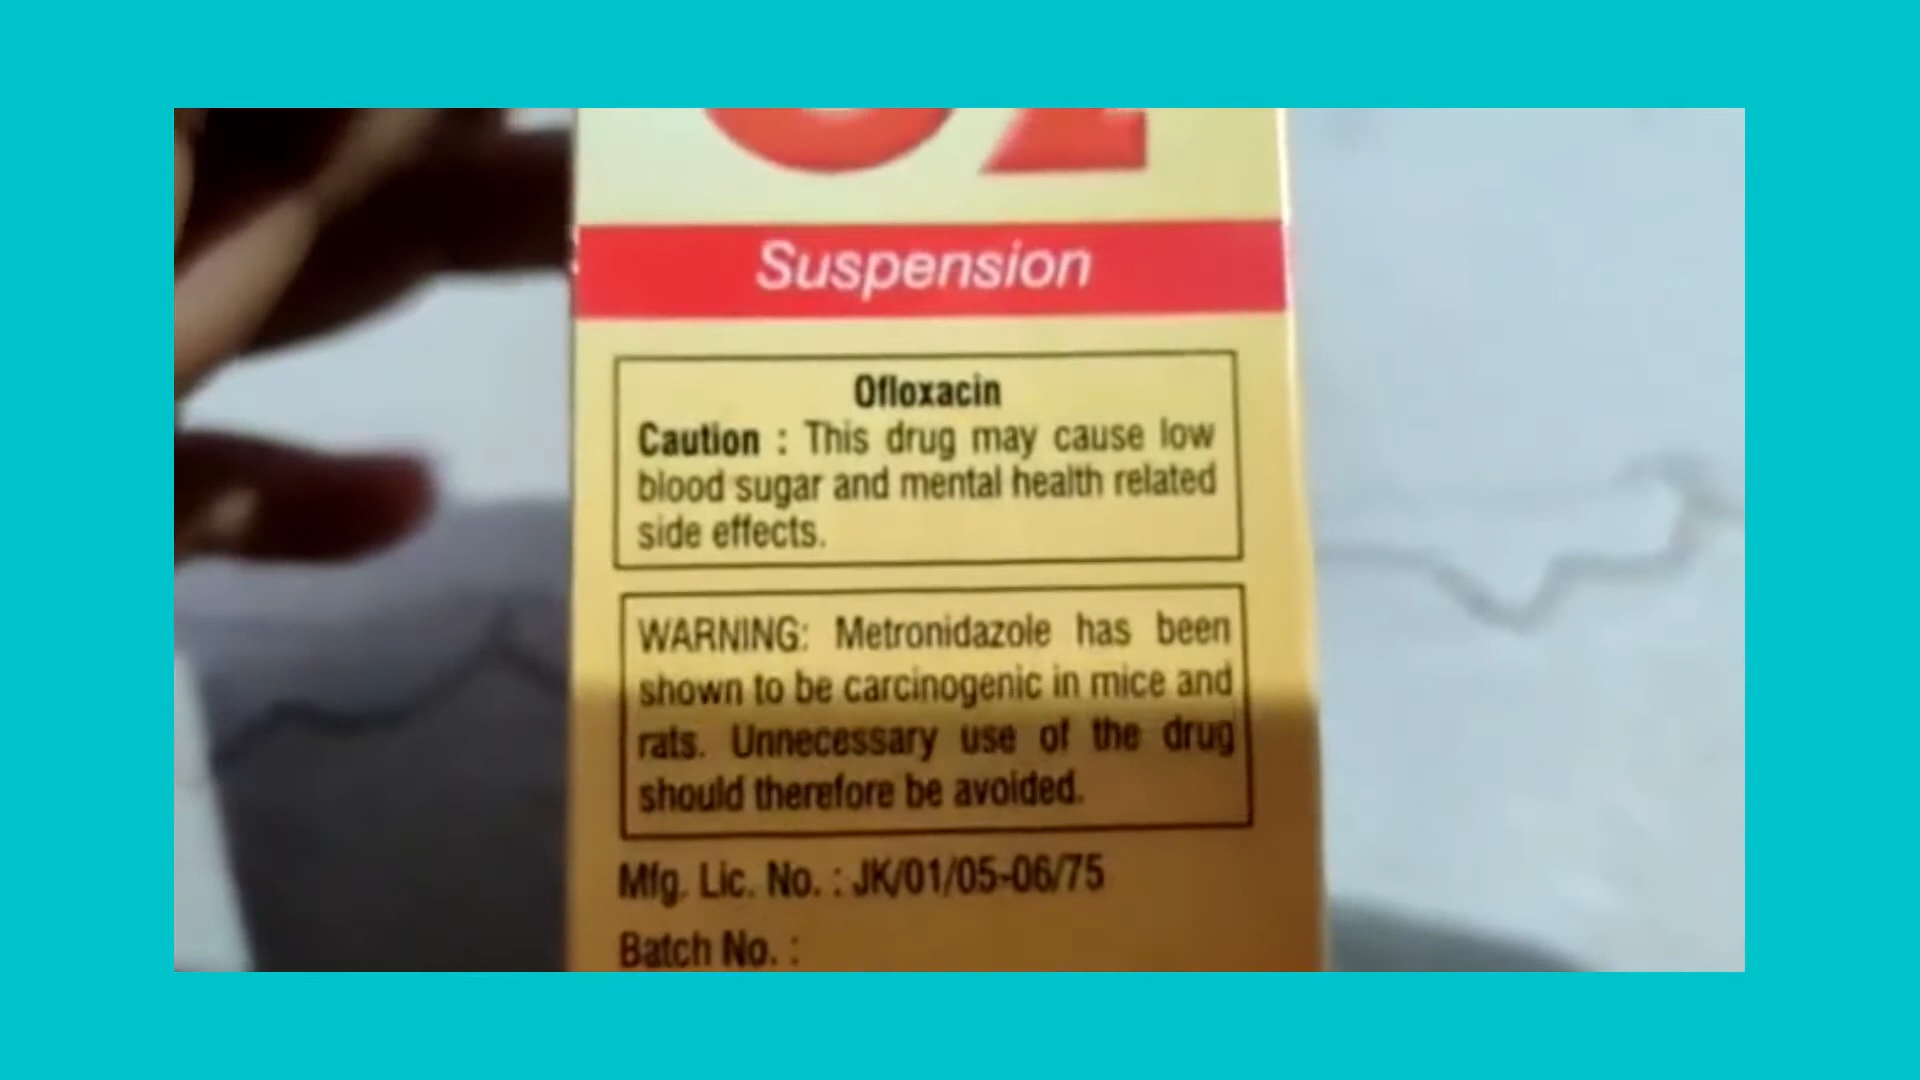 Suspension
Ofloxacin
Caution : This drug may cause low
blood sugar and mental health related
side effects.
WARNING: Metronidazole has been
shown to be carcinogenic in mice and
rats. Unnecessary use of the drug
should therefore be avoided.
Mfg. Lic. No. : JK/01/05-06/75
Batch No. :